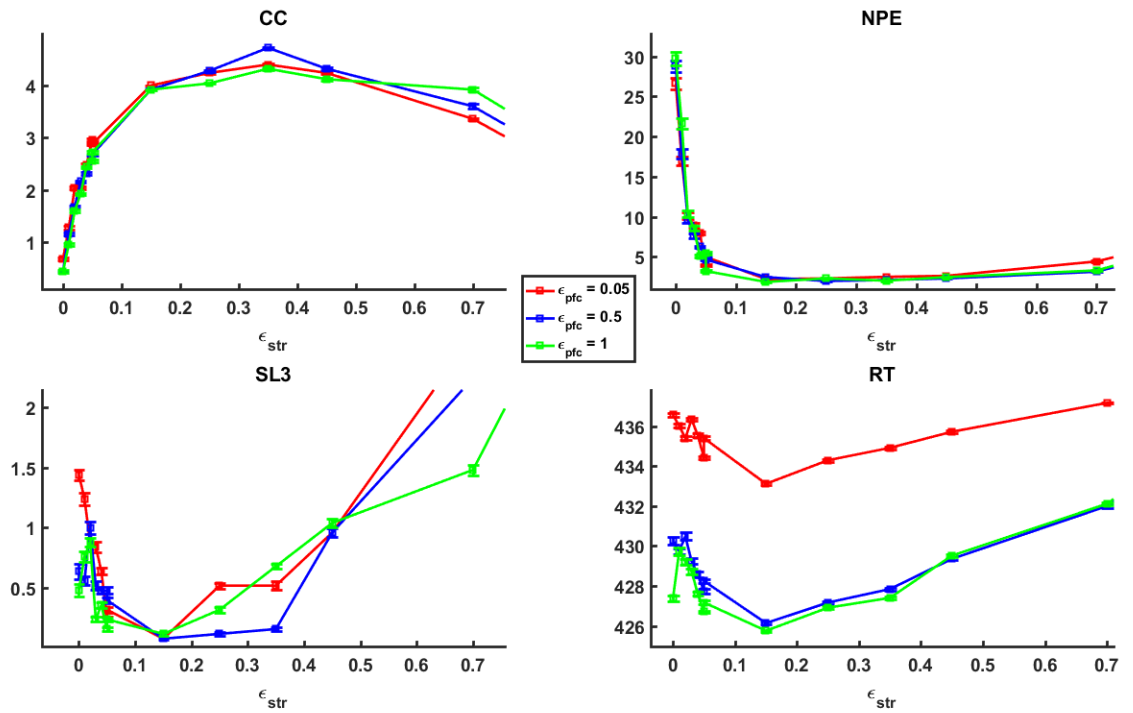 CC
4
3
2
1
0 0.1 0.2 0.3 0.4 0.5 0.6 0.7
ϵstr
NPE
30
25
20
15
10
5
0 0.1 0.2 0.3 0.4 0.5 0.6 0.7
ϵstr
ϵpfc = 0.05
ϵpfc = 0.5
ϵpfc = 1
SL3
2
1.5
1
0.5
0 0.1 0.2 0.3 0.4 0.5 0.6 0.7
ϵstr
RT
436
434
432
430
428
426
0 0.1 0.2 0.3 0.4 0.5 0.6 0.7
ϵstr